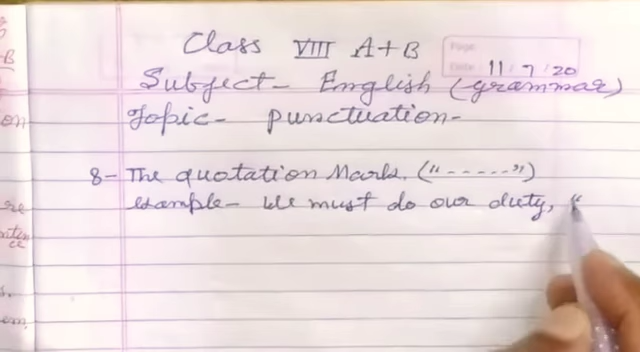 Class VIII A+B
Page:
Date: 11/7/20
Subject- English (grammar)
Topic- Punctuation-
8- The quotation Marks. ("-----")
Example- We must do our duty, "